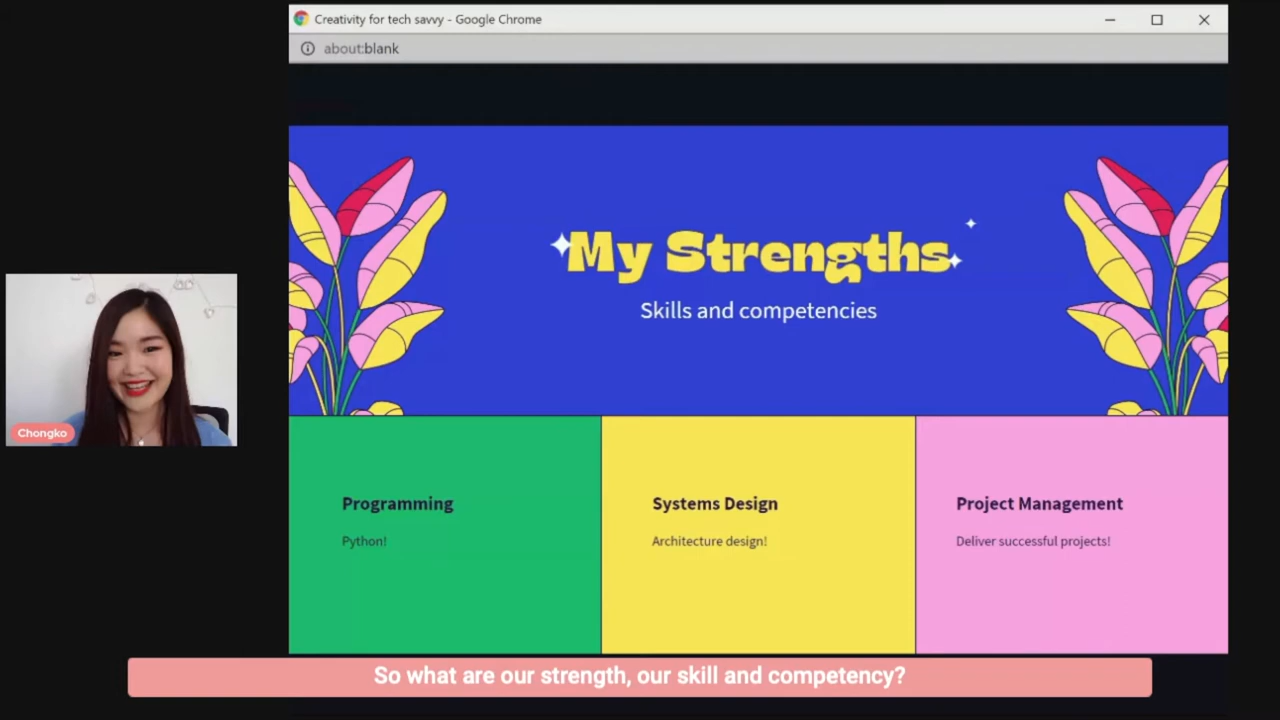 Creativity for tech savvy - Google Chrome
about:blank
My Strengths
Skills and competencies
Chongko
Programming
Python!
Systems Design
Architecture design!
Project Management
Deliver successful projects!
So what are our strength, our skill and competency?